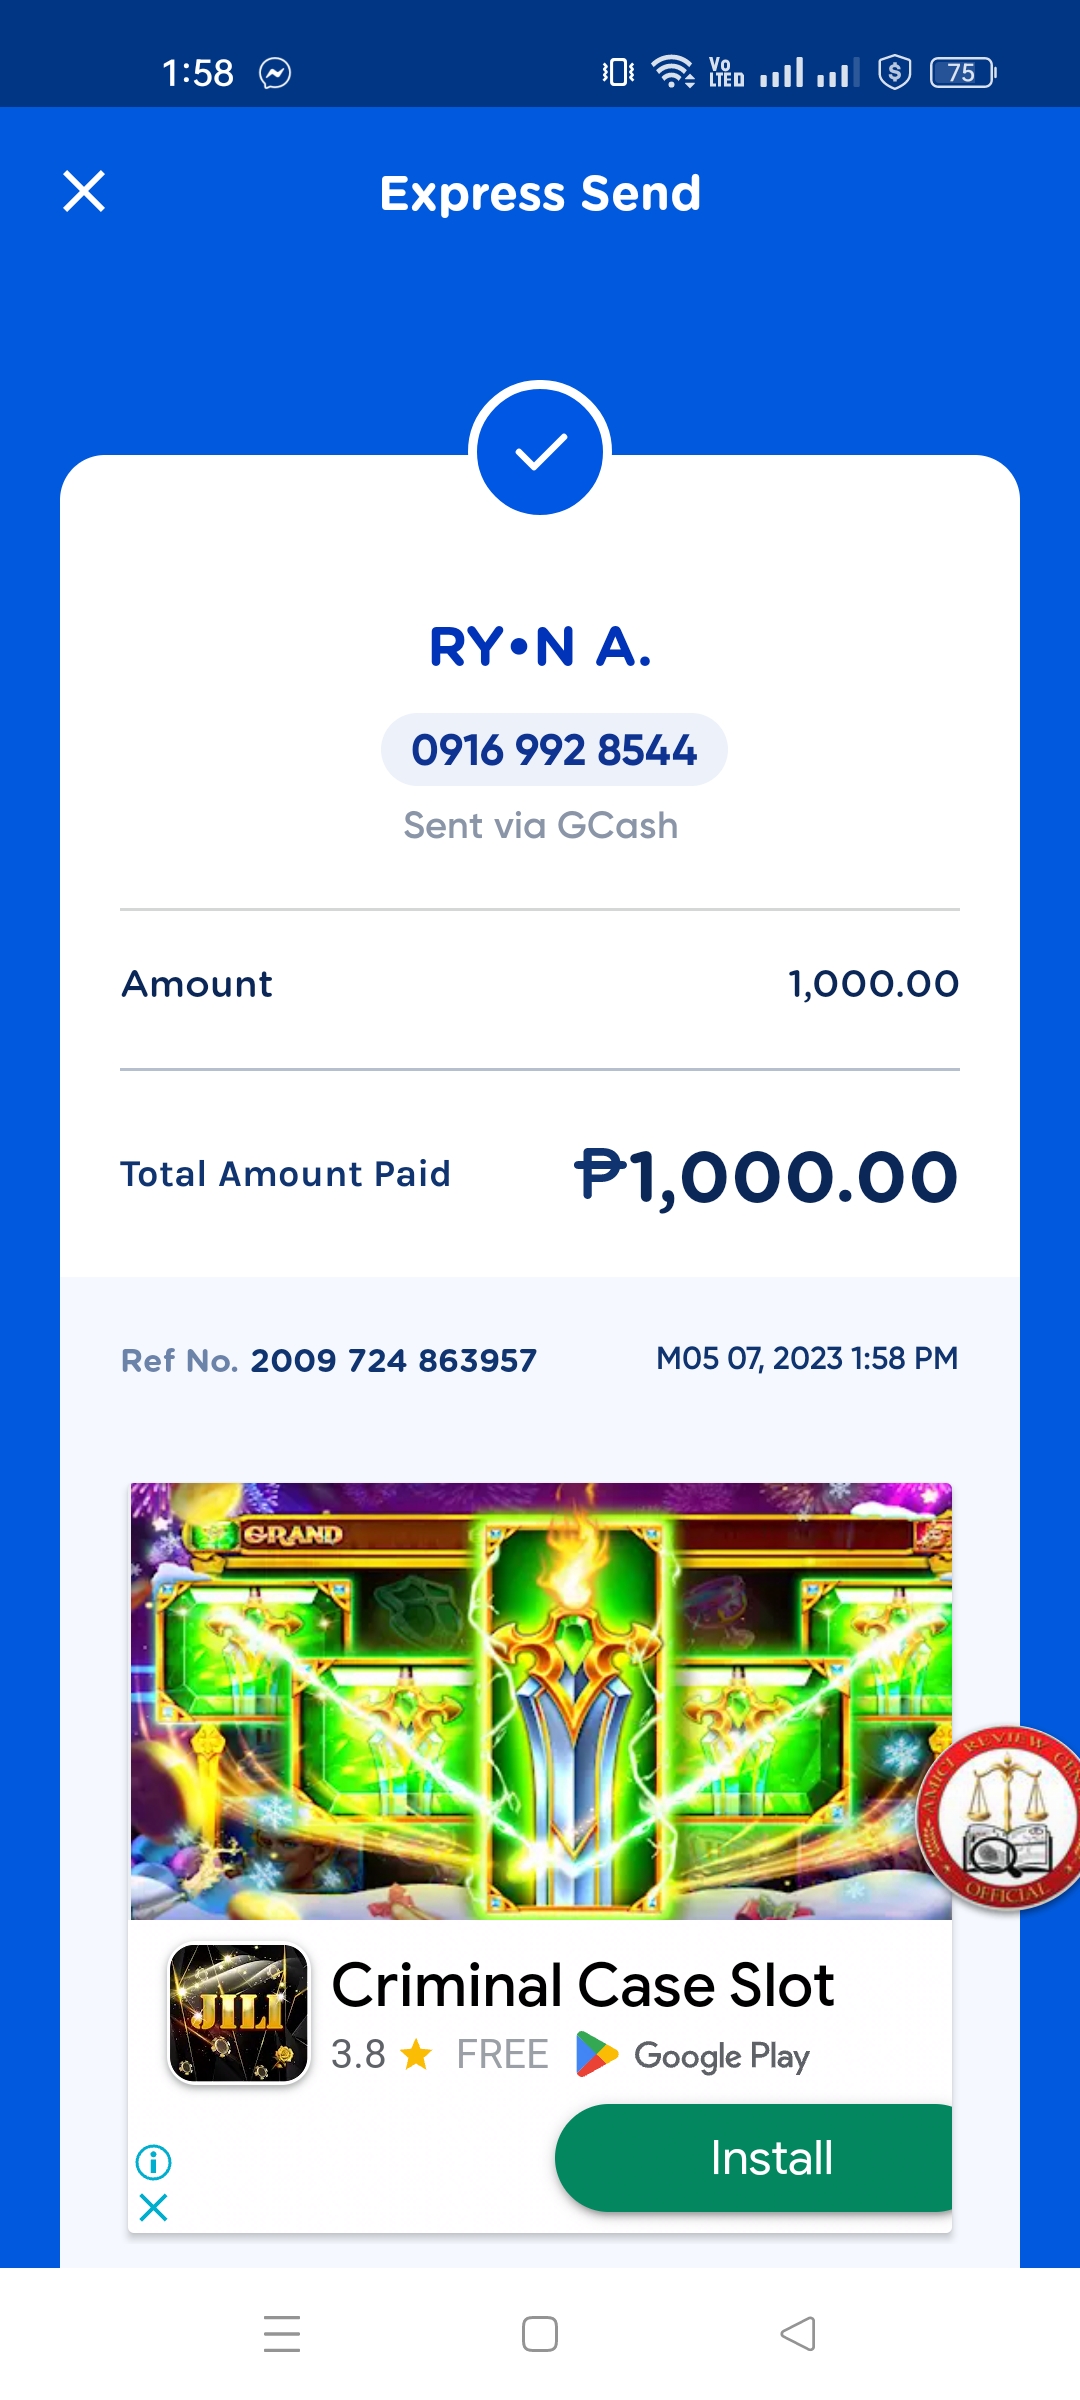 1:58
Vo
LTED
75
Express Send
RY•N A.
0916 992 8544
Sent via GCash
Amount 1,000.00
Total Amount Paid ₱1,000.00
Ref No. 2009 724 863957 M05 07, 2023 1:58 PM
GRAND
AMICI REVIEW CEN
OFFICIAL
JILI
Criminal Case Slot
3.8 ★ FREE Google Play
Install